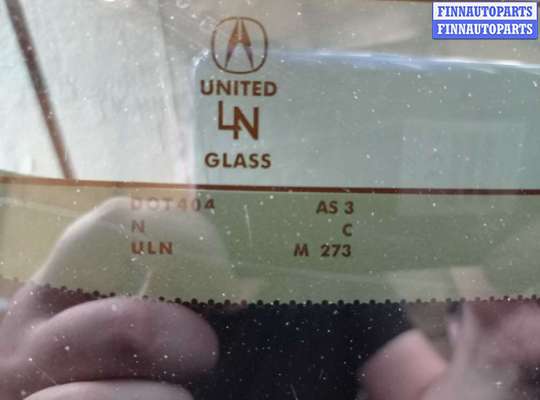 FINNAUTOPARTS
FINNAUTOPARTS
UNITED
LN
GLASS
DOT404 AS 3
N C
ULN M 273